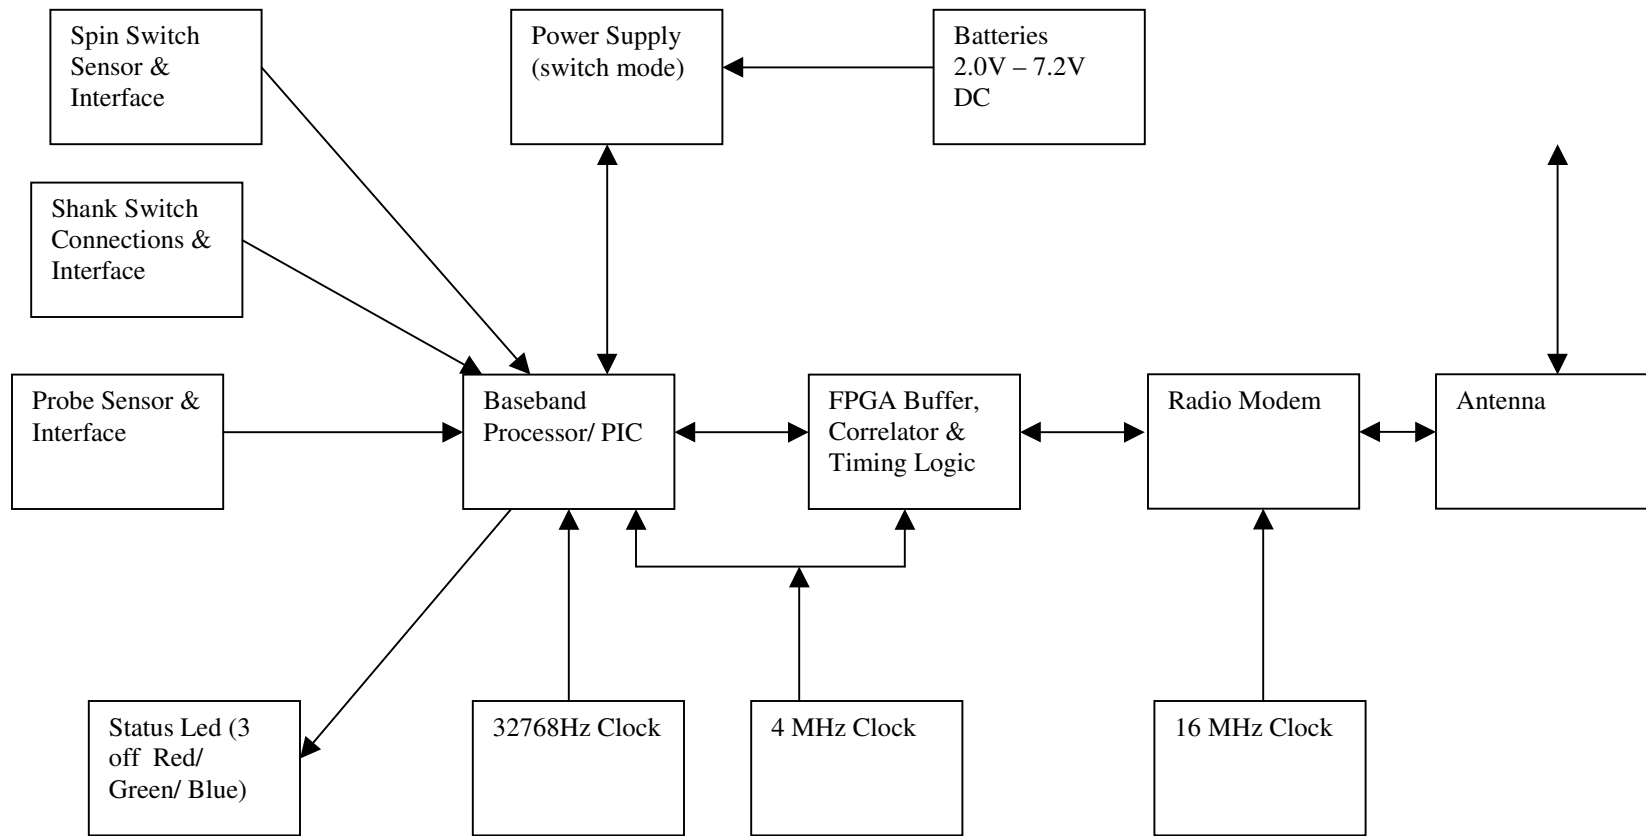 Spin Switch
Sensor &
Interface
Power Supply
(switch mode)
Batteries
2.0V – 7.2V
DC
Shank Switch
Connections &
Interface
Probe Sensor &
Interface
Baseband
Processor/ PIC
FPGA Buffer,
Correlator &
Timing Logic
Radio Modem
Antenna
Status Led (3
off  Red/
Green/ Blue)
32768Hz Clock
4 MHz Clock
16 MHz Clock